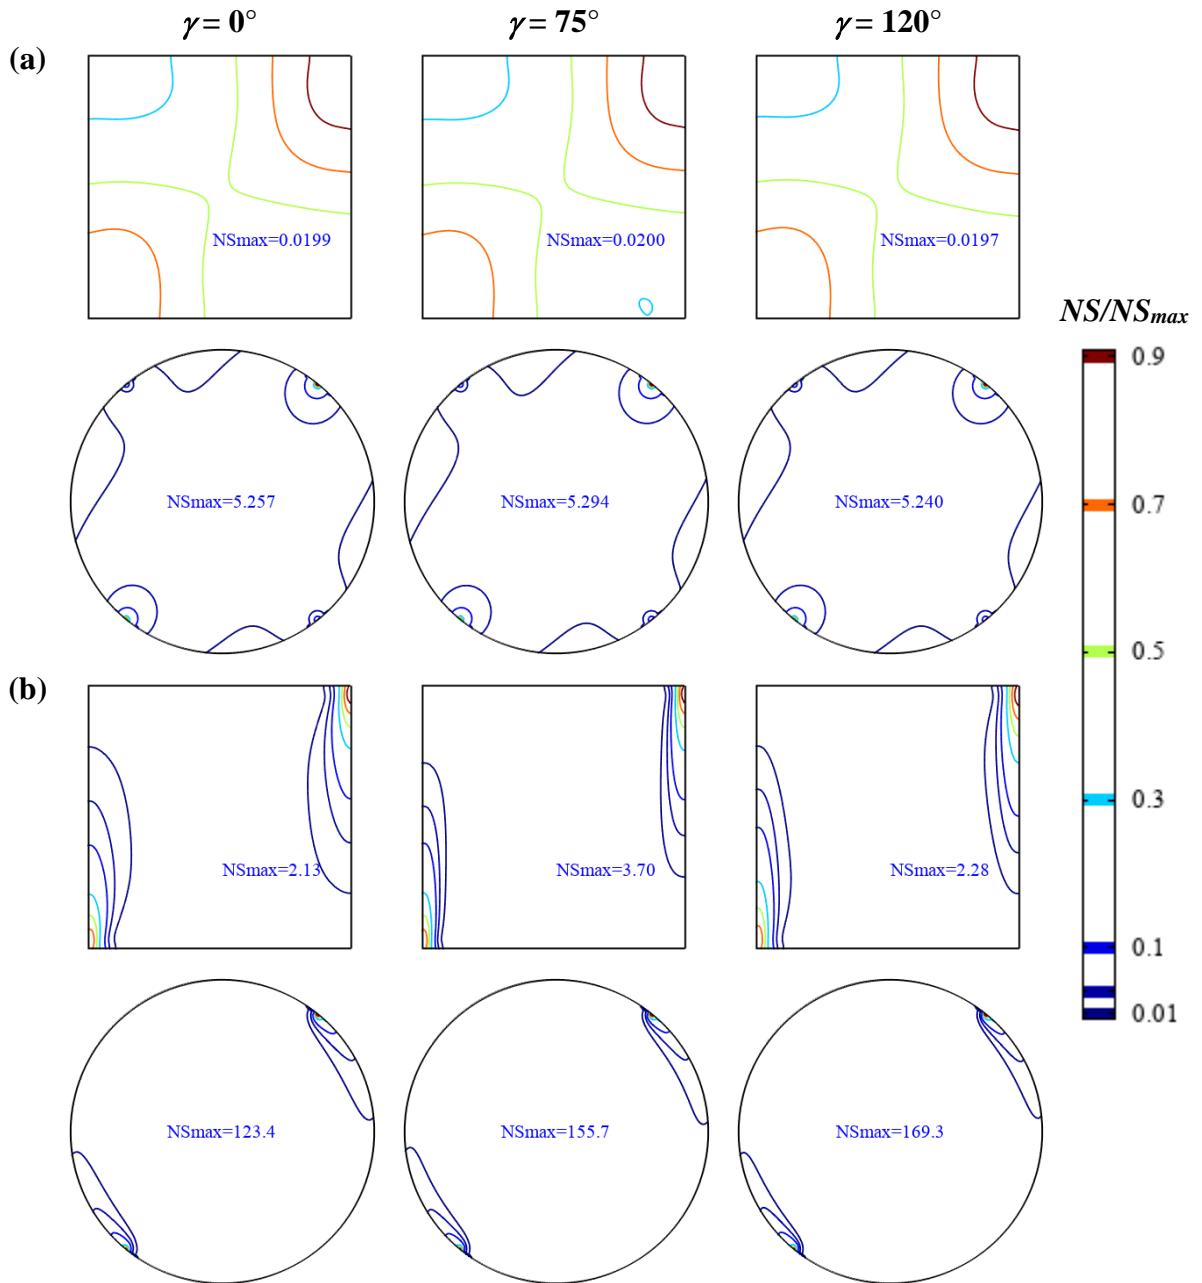 γ = 0° γ = 75° γ = 120°
(a)
NSmax=0.0199 NSmax=0.0200 NSmax=0.0197
NS/NSmax
0.9
NSmax=5.257 NSmax=5.294 NSmax=5.240
0.7
0.5
(b)
0.3
NSmax=2.13 NSmax=3.70 NSmax=2.28
0.1
0.01
NSmax=123.4 NSmax=155.7 NSmax=169.3